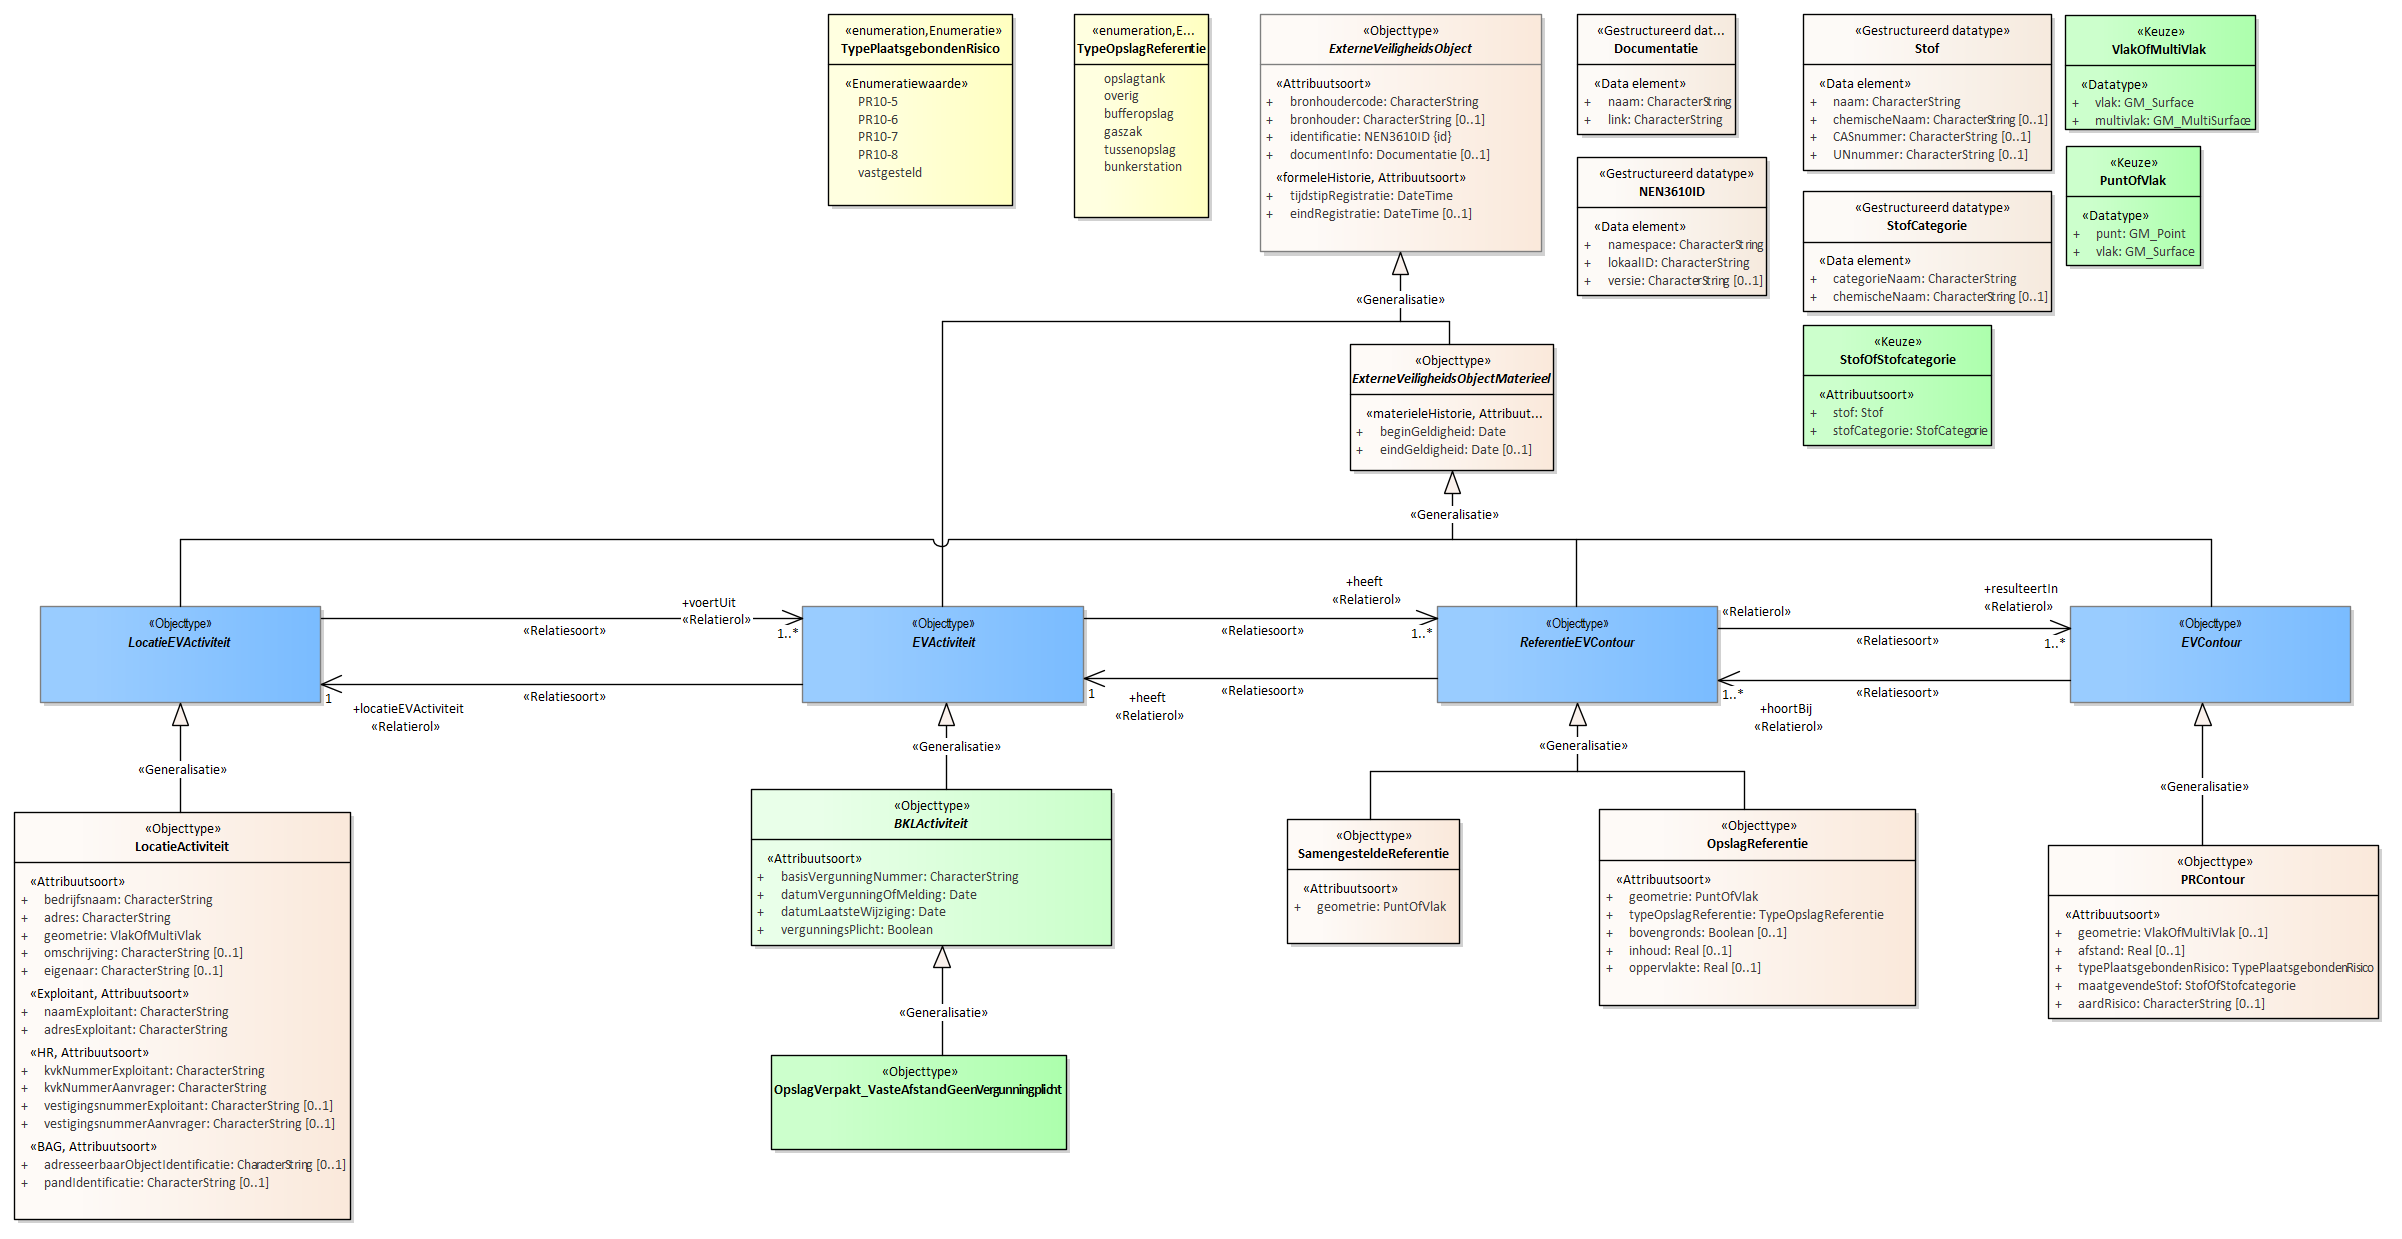 «enumeration,Enumeratie»
TypePlaatsgebondenRisico
«Enumeratiewaarde»
PR10-5
PR10-6
PR10-7
PR10-8
vastgesteld
«enumeration,E...
TypeOpslagReferentie
opslagtank
overig
bufferopslag
gaszak
tussenopslag
bunkerstation
«Objecttype»
ExterneVeiligheidsObject
«Attribuutsoort»
+ bronhoudercode: CharacterString
+ bronhouder: CharacterString [0..1]
+ identificatie: NEN3610ID {id}
+ documentInfo: Documentatie [0..1]
«formeleHistorie, Attribuutsoort»
+ tijdstipRegistratie: DateTime
+ eindRegistratie: DateTime [0..1]
«Gestructureerd dat...
Documentatie
«Data element»
+ naam: CharacterString
+ link: CharacterString
«Gestructureerd datatype»
NEN3610ID
«Data element»
+ namespace: CharacterString
+ lokaalID: CharacterString
+ versie: CharacterString [0..1]
«Gestructureerd datatype»
Stof
«Data element»
+ naam: CharacterString
+ chemischeNaam: CharacterString [0..1]
+ CASnummer: CharacterString [0..1]
+ UNnummer: CharacterString [0..1]
«Gestructureerd datatype»
StofCategorie
«Data element»
+ categorieNaam: CharacterString
+ chemischeNaam: CharacterString [0..1]
«Keuze»
StofOfStofcategorie
«Attribuutsoort»
+ stof: Stof
+ stofCategorie: StofCategorie
«Keuze»
VlakOfMultiVlak
«Datatype»
+ vlak: GM_Surface
+ multivlak: GM_MultiSurface
«Keuze»
PuntOfVlak
«Datatype»
+ punt: GM_Point
+ vlak: GM_Surface
«Generalisatie»
«Objecttype»
ExterneVeiligheidsObjectMaterieel
«materieleHistorie, Attribuut...
+ beginGeldigheid: Date
+ eindGeldigheid: Date [0..1]
«Generalisatie»
«Objecttype»
LocatieEVActiviteit
+voertUit
«Relatierol»
1..*
«Relatiesoort»
1
+locatieEVActiviteit
«Relatierol»
«Relatiesoort»
«Objecttype»
EVActiviteit
+heeft
«Relatierol»
1..*
«Relatiesoort»
1
+heeft
«Relatierol»
«Relatiesoort»
«Objecttype»
ReferentieEVContour
«Relatierol»
+resulteertIn
«Relatierol»
1..*
«Relatiesoort»
1..*
+hoortBij
«Relatierol»
«Relatiesoort»
«Objecttype»
EVContour
«Generalisatie»
«Generalisatie»
«Generalisatie»
«Generalisatie»
«Objecttype»
LocatieActiviteit
«Attribuutsoort»
+ bedrijfsnaam: CharacterString
+ adres: CharacterString
+ geometrie: VlakOfMultiVlak
+ omschrijving: CharacterString [0..1]
+ eigenaar: CharacterString [0..1]
«Exploitant, Attribuutsoort»
+ naamExploitant: CharacterString
+ adresExploitant: CharacterString
«HR, Attribuutsoort»
+ kvkNummerExploitant: CharacterString
+ kvkNummerAanvrager: CharacterString
+ vestigingsnummerExploitant: CharacterString [0..1]
+ vestigingsnummerAanvrager: CharacterString [0..1]
«BAG, Attribuutsoort»
+ adresseerbaarObjectIdentificatie: CharacterString [0..1]
+ pandIdentificatie: CharacterString [0..1]
«Objecttype»
BKLActiviteit
«Attribuutsoort»
+ basisVergunningNummer: CharacterString
+ datumVergunningOfMelding: Date
+ datumLaatsteWijziging: Date
+ vergunningsPlicht: Boolean
«Generalisatie»
«Objecttype»
OpslagVerpakt_VasteAfstandGeenVergunningplicht
«Objecttype»
SamengesteldeReferentie
«Attribuutsoort»
+ geometrie: PuntOfVlak
«Objecttype»
OpslagReferentie
«Attribuutsoort»
+ geometrie: PuntOfVlak
+ typeOpslagReferentie: TypeOpslagReferentie
+ bovengronds: Boolean [0..1]
+ inhoud: Real [0..1]
+ oppervlakte: Real [0..1]
«Objecttype»
PRContour
«Attribuutsoort»
+ geometrie: VlakOfMultiVlak [0..1]
+ afstand: Real [0..1]
+ typePlaatsgebondenRisico: TypePlaatsgebondenRisico
+ maatgevendeStof: StofOfStofcategorie
+ aardRisico: CharacterString [0..1]